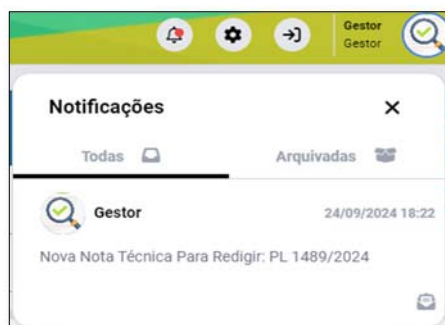 Gestor
Gestor
Notificações
Todas
Arquivadas
Gestor
24/09/2024 18:22
Nova Nota Técnica Para Redigir: PL 1489/2024